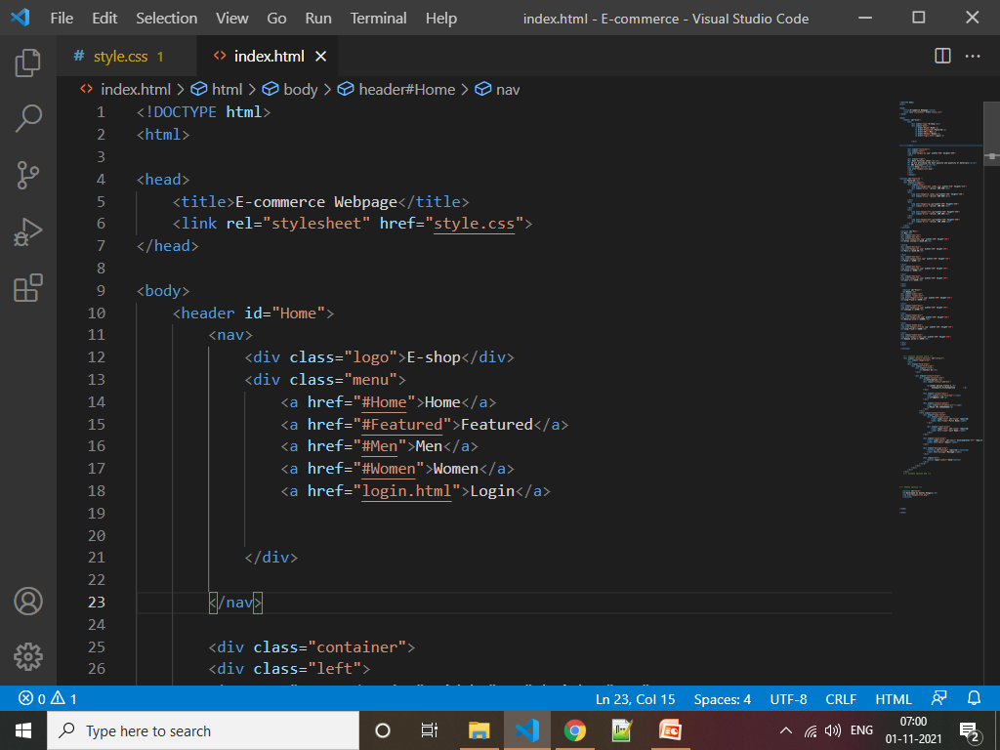 File Edit Selection View Go Run Terminal Help index.html - E-commerce - Visual Studio Code
# style.css 1 <> index.html
<> index.html > html > body > header#Home > nav
1 <!DOCTYPE html>
2 <html>
3
4 <head>
5 <title>E-commerce Webpage</title>
6 <link rel="stylesheet" href="style.css">
7 </head>
8
9 <body>
10 <header id="Home">
11 <nav>
12 <div class="logo">E-shop</div>
13 <div class="menu">
14 <a href="#Home">Home</a>
15 <a href="#Featured">Featured</a>
16 <a href="#Men">Men</a>
17 <a href="#Women">Women</a>
18 <a href="login.html">Login</a>
19
20
21 </div>
22
23 </nav>
24
25 <div class="container">
26 <div class="left">
0 1 Ln 23, Col 15 Spaces: 4 UTF-8 CRLF HTML
Type here to search ENG 07:00
01-11-2021 2